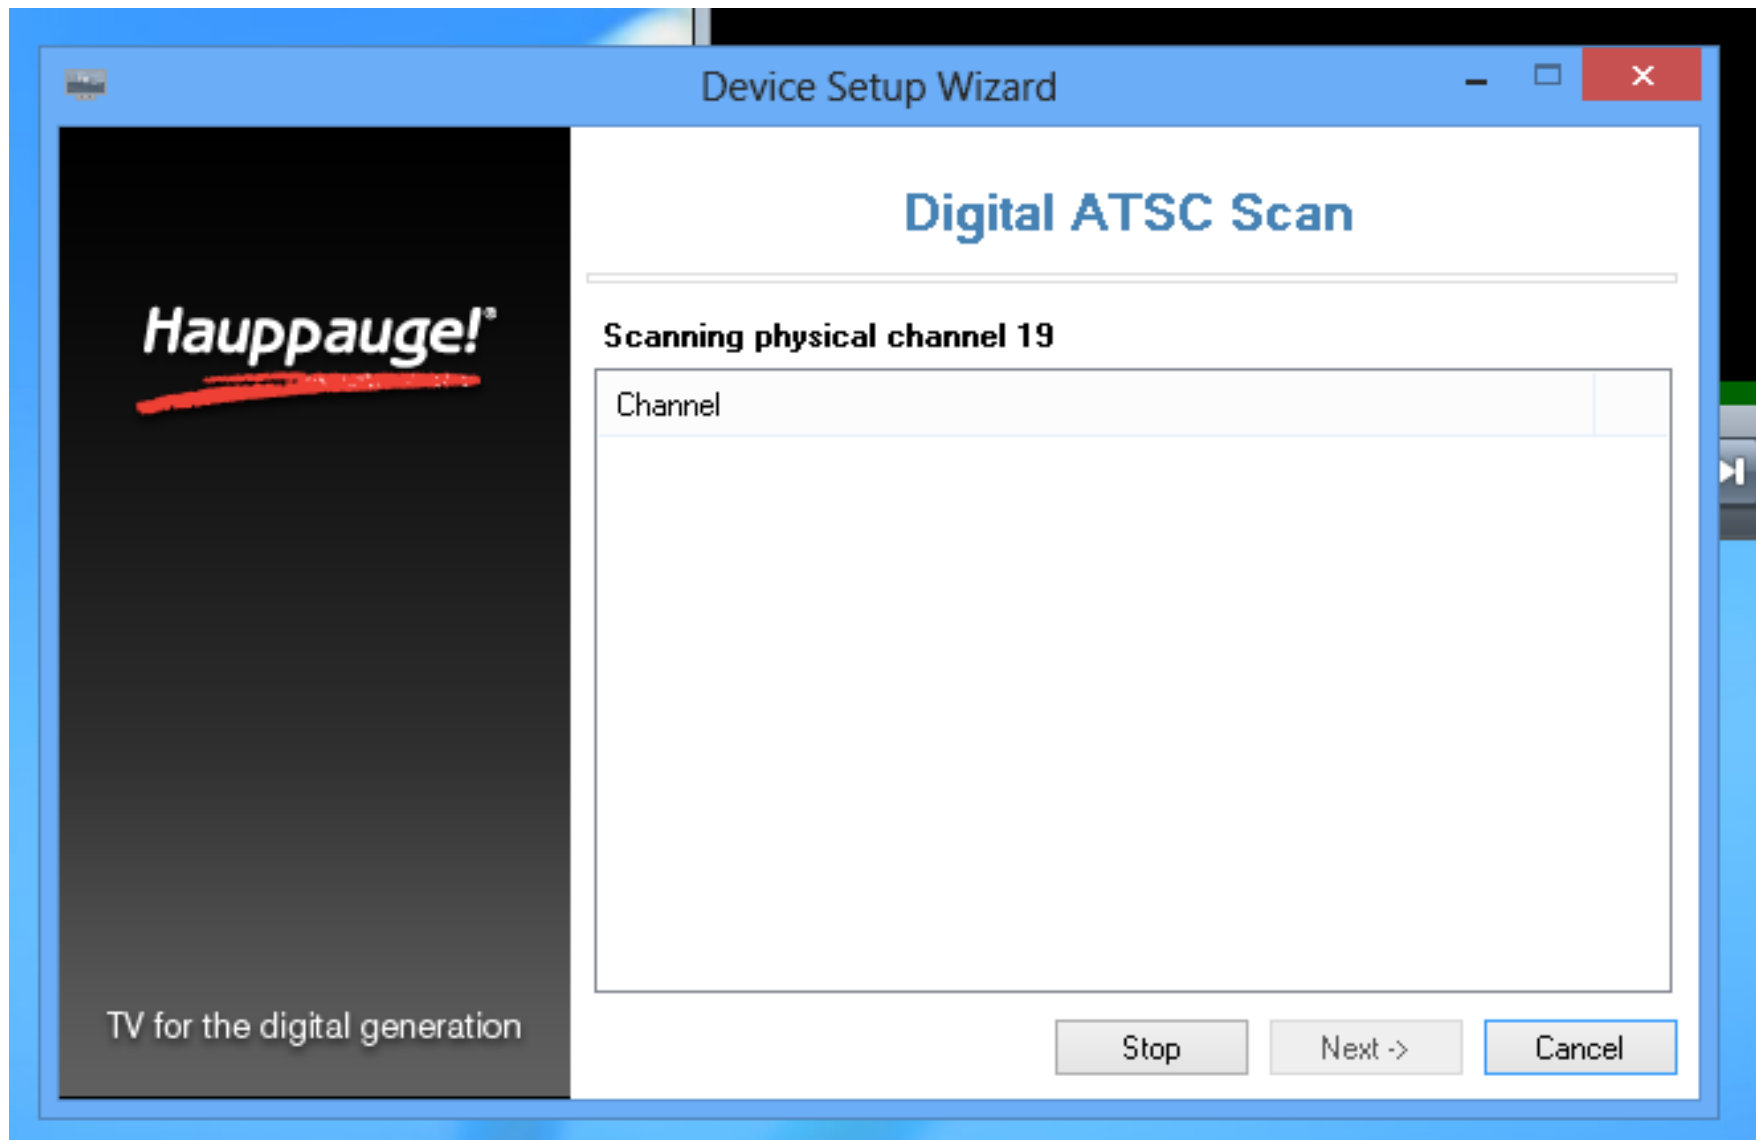 Device Setup Wizard
Hauppauge!®
TV for the digital generation
Digital ATSC Scan
Scanning physical channel 19
Channel
Stop
Next ->
Cancel